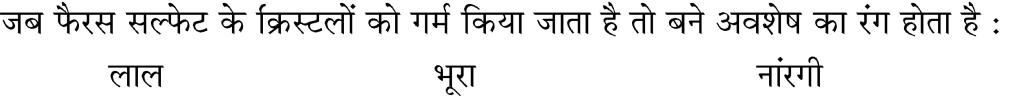 जब फैरस सल्फेट के क्रिस्टलों को गर्म किया जाता है तो बने अवशेष का रंग होता है :
लाल भूरा नांरगी